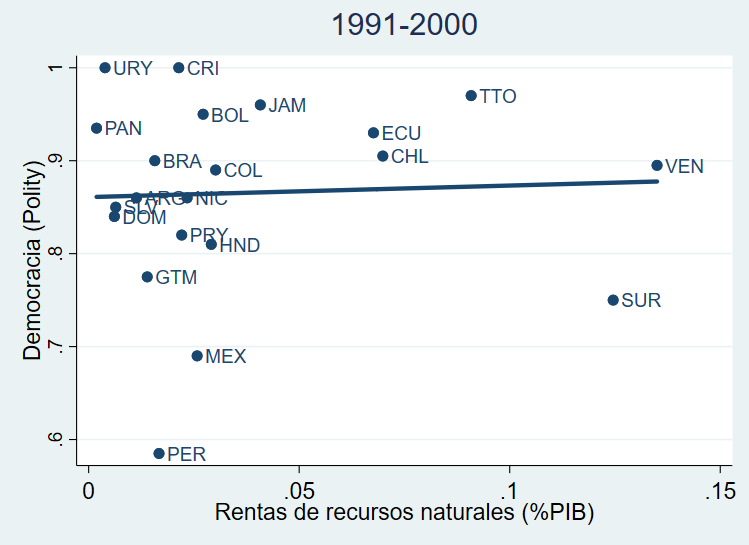 1991-2000
Democracia (Polity)
1
.9
.8
.7
.6
URY
CRI
TTO
JAM
BOL
PAN
ECU
CHL
BRA
VEN
COL
ARG
NIC
SLV
DOM
PRY
HND
GTM
SUR
MEX
PER
0
.05
.1
.15
Rentas de recursos naturales (%PIB)